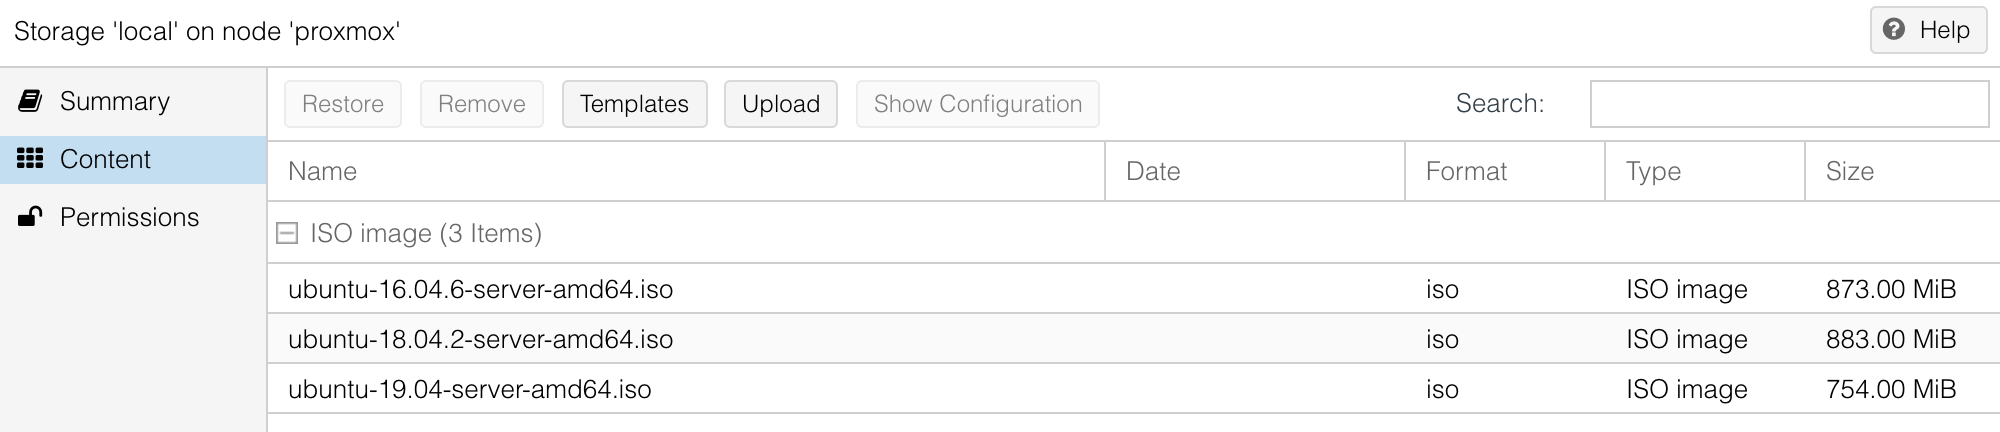 Storage 'local' on node 'proxmox'
Help
Summary
Content
Permissions
Restore Remove Templates Upload Show Configuration Search:
Name Date Format Type Size
ISO image (3 Items)
ubuntu-16.04.6-server-amd64.iso iso ISO image 873.00 MiB
ubuntu-18.04.2-server-amd64.iso iso ISO image 883.00 MiB
ubuntu-19.04-server-amd64.iso iso ISO image 754.00 MiB